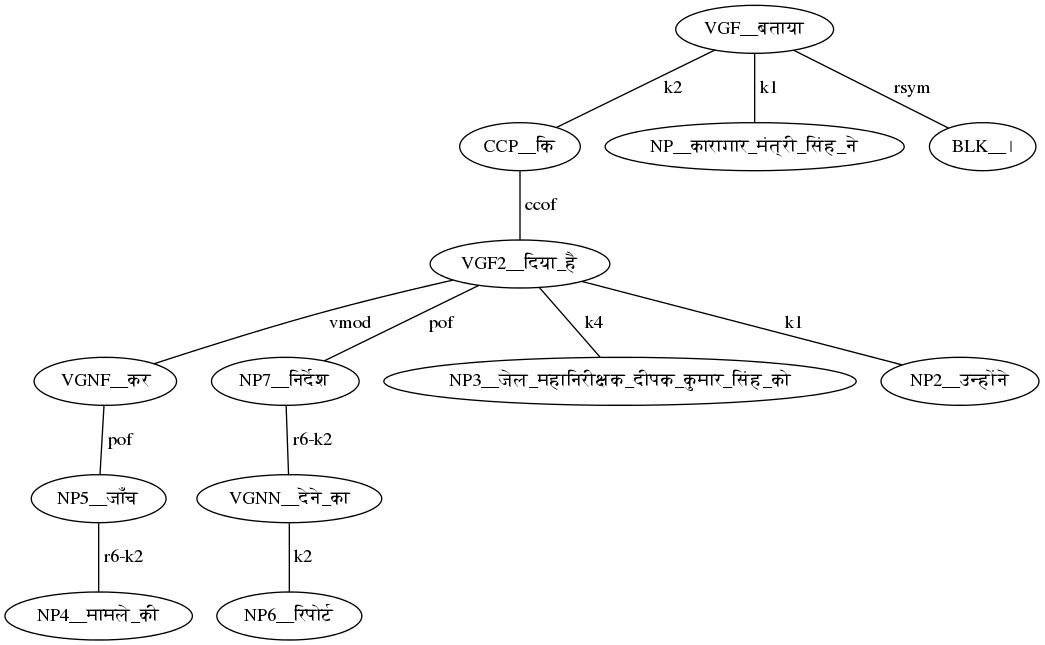 VGF__बताया
k2
k1
rsym
CCP__कि
NP__कारागार_मंत्री_सिंह_ने
BLK__।
ccof
VGF2__दिया_है
vmod
pof
k4
k1
VGNF__कर
NP7__निर्देश
NP3__जेल_महानिरीक्षक_दीपक_कुमार_सिंह_को
NP2__उन्होंने
pof
r6-k2
NP5__जाँच
VGNN__देने_का
r6-k2
k2
NP4__मामले_की
NP6__रिपोर्ट